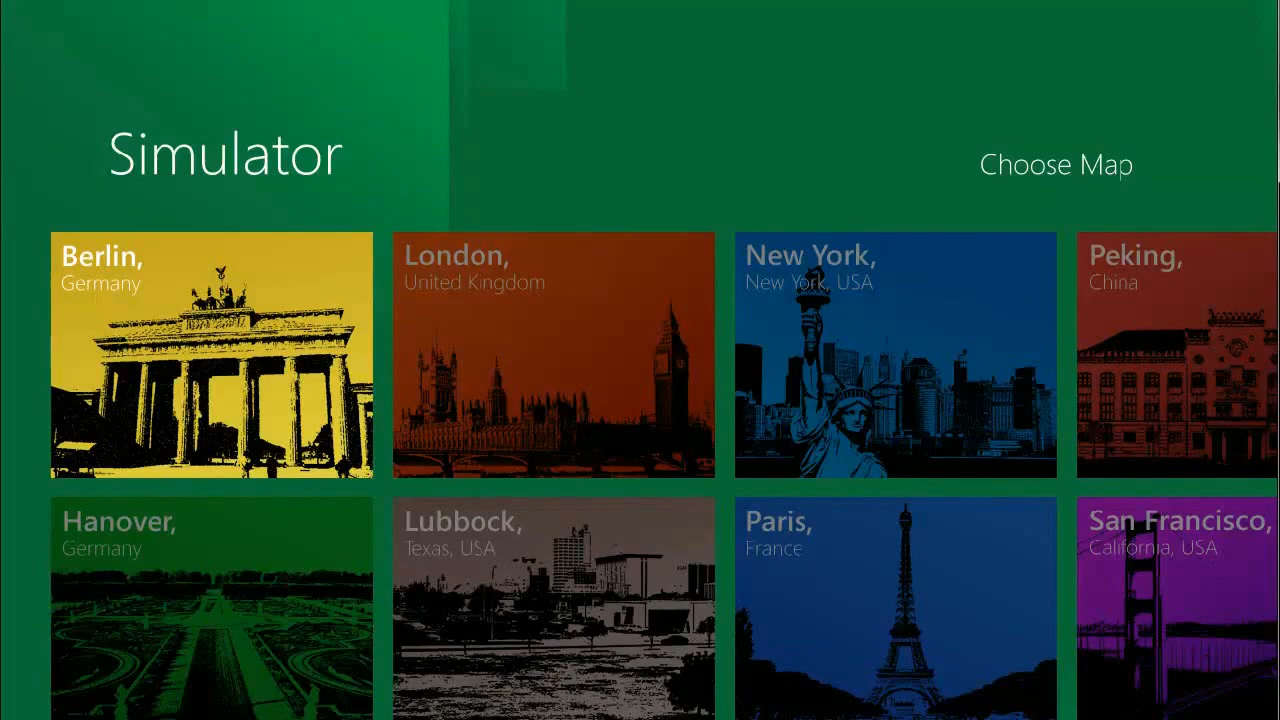 Simulator
Choose Map
Berlin,
Germany
London,
United Kingdom
New York,
New York, USA
Peking,
China
Hanover,
Germany
Lubbock,
Texas, USA
Paris,
France
San Francisco,
California, USA